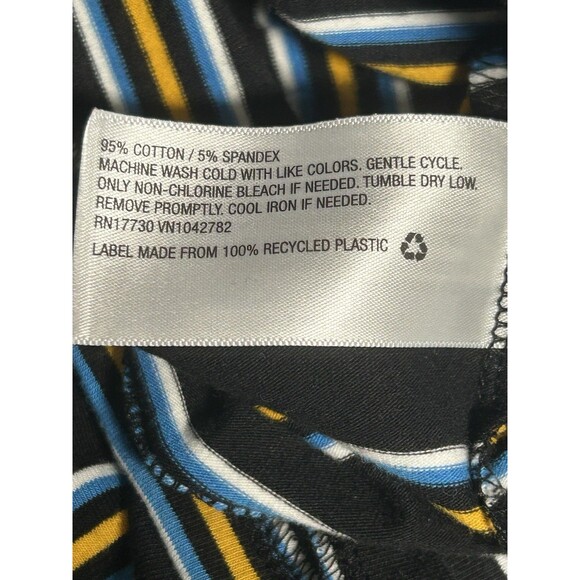 95% COTTON / 5% SPANDEX
MACHINE WASH COLD WITH LIKE COLORS. GENTLE CYCLE.
ONLY NON-CHLORINE BLEACH IF NEEDED. TUMBLE DRY LOW.
REMOVE PROMPTLY. COOL IRON IF NEEDED.
RN17730 VN1042782
LABEL MADE FROM 100% RECYCLED PLASTIC